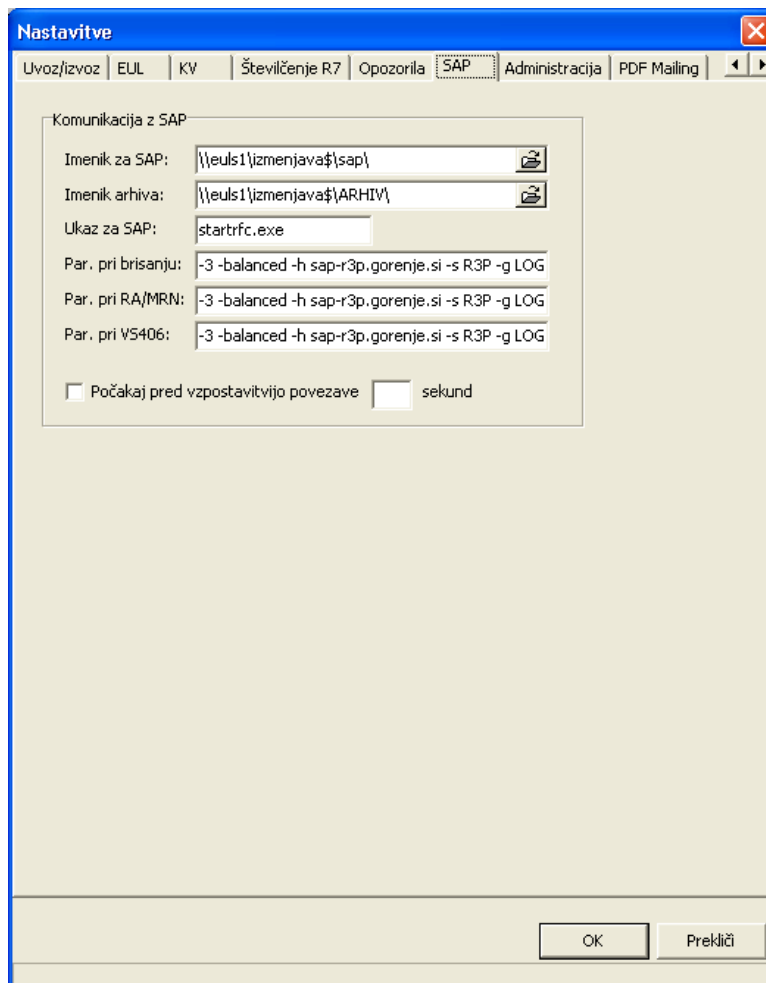 Nastavitve
Uvoz/izvoz EUL KV Številčenje R7 Opozorila SAP Administracija PDF Mailing
Komunikacija z SAP
Imenik za SAP: \\euls1\izmenjava$\sap\
Imenik arhiva: \\euls1\izmenjava$\ARHIV\
Ukaz za SAP: startrfc.exe
Par. pri brisanju: -3 -balanced -h sap-r3p.gorenje.si -s R3P -g LOG
Par. pri RA/MRN: -3 -balanced -h sap-r3p.gorenje.si -s R3P -g LOG
Par. pri VS406: -3 -balanced -h sap-r3p.gorenje.si -s R3P -g LOG
Počakaj pred vzpostavitvijo povezave sekund
OK Prekliči